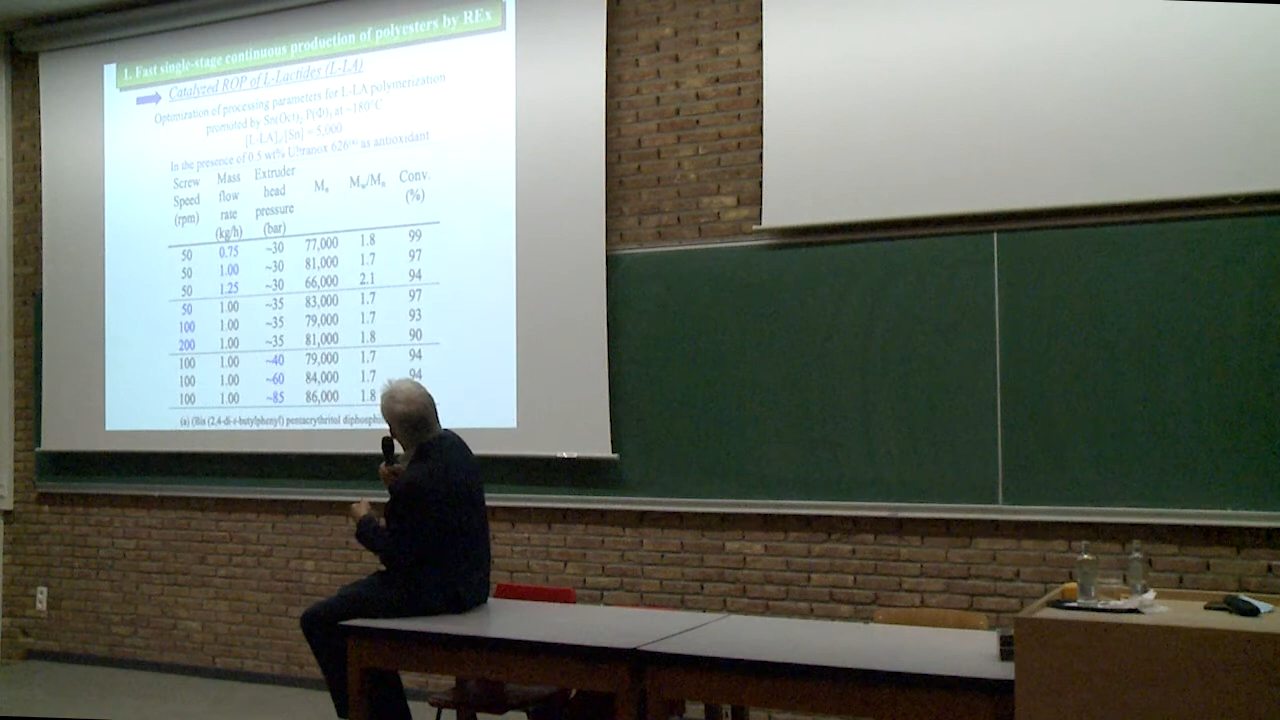 1. Fast single-stage continuous production of polyesters by REx
Catalyzed ROP of L-Lactides (L-LA)
Optimization of processing parameters for L-LA polymerization
promoted by Sn(Oct)₂ P(Φ)₃ at ~180°C
[L-LA]₀/[Sn] = 5,000
In the presence of 0.5 wt% Ultranox 626⁽ᵃ⁾ as antioxidant
Screw Speed (rpm) Mass flow rate (kg/h) Extruder head pressure (bar) Mₙ M_w/Mₙ Conv. (%)
50 0.75 ~30 77,000 1.8 99
50 1.00 ~30 81,000 1.7 97
50 1.25 ~30 66,000 2.1 94
50 1.00 ~35 83,000 1.7 97
100 1.00 ~35 79,000 1.7 93
200 1.00 ~35 81,000 1.8 90
100 1.00 ~40 79,000 1.7 94
100 1.00 ~60 84,000 1.7 94
100 1.00 ~85 86,000 1.8
(a) (Bis (2,4-di-t-butylphenyl) pentaerythritol